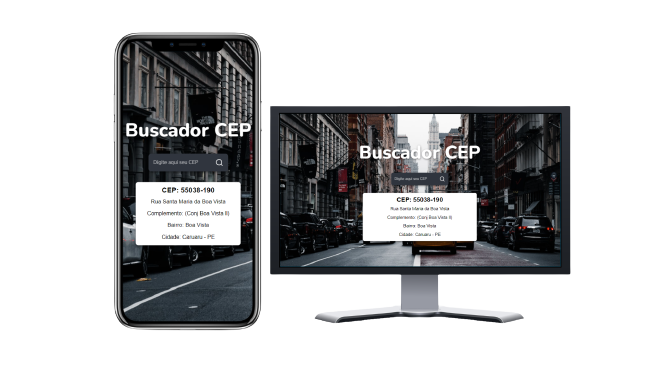 Buscador CEP
Digite aqui seu CEP
CEP: 55038-190
Rua Santa Maria da Boa Vista
Complemento: (Conj Boa Vista II)
Bairro: Boa Vista
Cidade: Caruaru - PE
Buscador CEP
Digite aqui seu CEP
CEP: 55038-190
Rua Santa Maria da Boa Vista
Complemento: (Conj Boa Vista II)
Bairro: Boa Vista
Cidade: Caruaru - PE